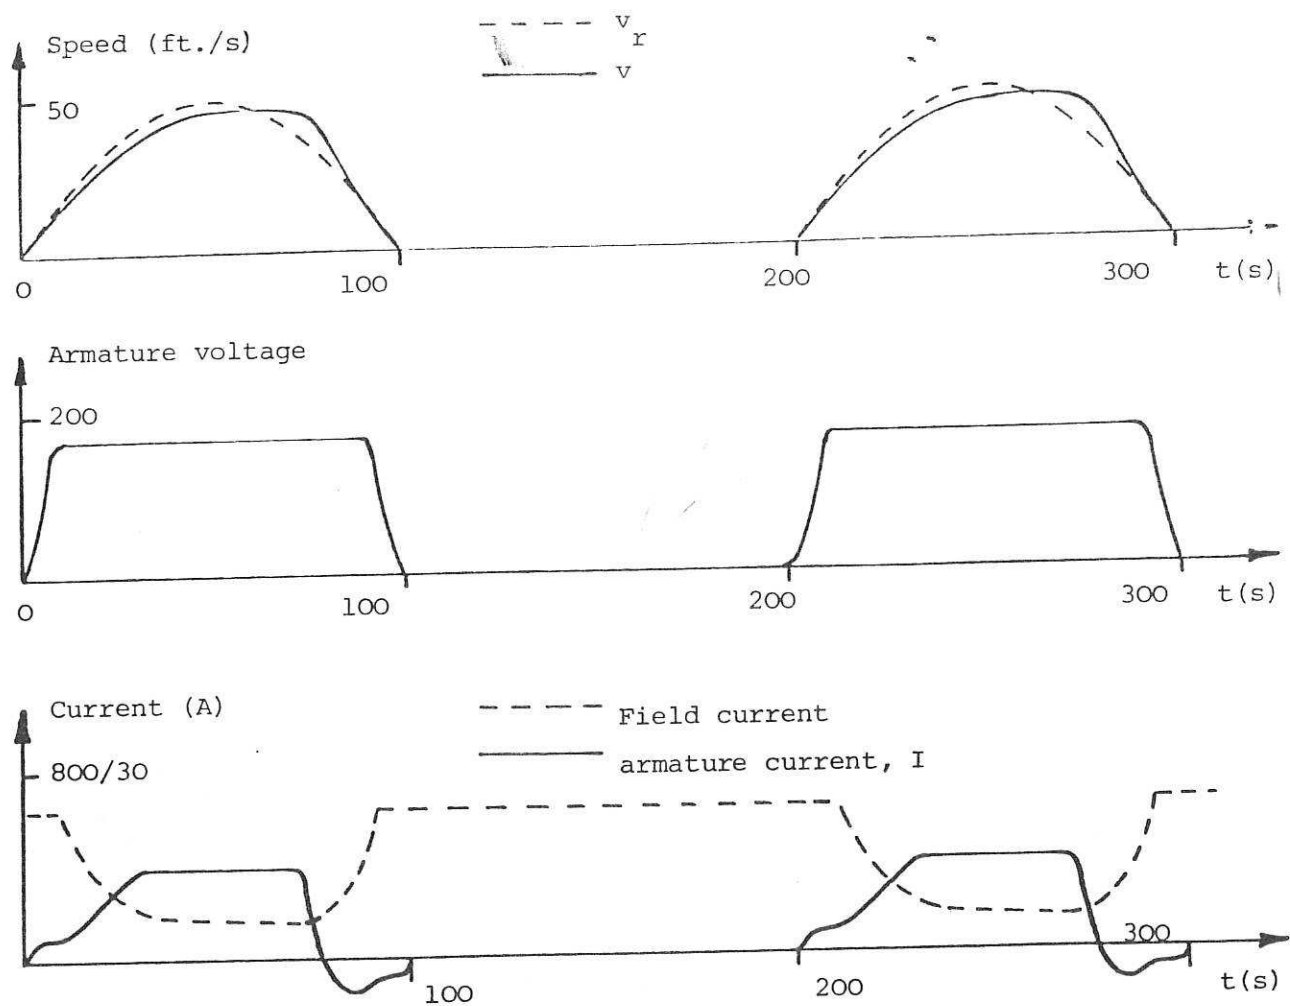 Speed (ft./s)
v
r
v
50
0
100
200
300
t(s)
Armature voltage
200
0
100
200
300
t(s)
Current (A)
Field current
armature current, I
800/30
300
100
200
t(s)